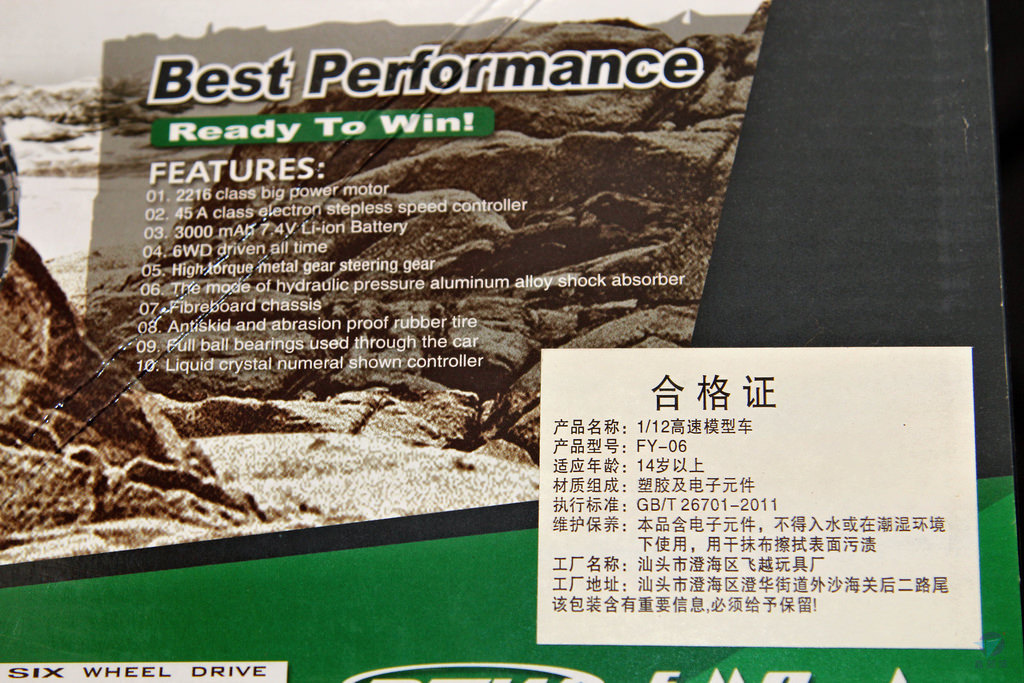 Best Performance
Ready To Win!
FEATURES:
01. 2216 class big power motor
02. 45 A class electron stepless speed controller
03. 3000 mAh 7.4V Li-ion Battery
04. 6WD driven all time
05. High torque metal gear steering gear
06. The mode of hydraulic pressure aluminum alloy shock absorber
07. Fibreboard chassis
08. Antiskid and abrasion proof rubber tire
09. Full ball bearings used through the car
10. Liquid crystal numeral shown controller
合格证
产品名称：1/12高速模型车
产品型号：FY-06
适应年龄：14岁以上
材质组成：塑胶及电子元件
执行标准：GB/T 26701-2011
维护保养：本品含电子元件，不得入水或在潮湿环境
下使用，用干抹布擦拭表面污渍
工厂名称：汕头市澄海区飞越玩具厂
工厂地址：汕头市澄海区澄华街道外沙海关后二路尾
该包装含有重要信息,必须给予保留!
SIX WHEEL DRIVE